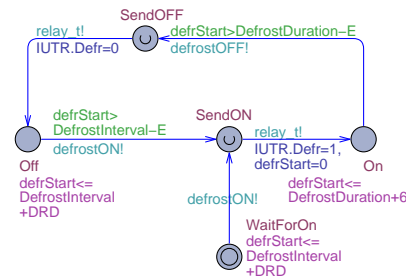 SendOFF
relay_t!
IUTR.Defr=0
defrStart>DefrostDuration-E
defrostOFF!
defrStart>
DefrostInterval-E
defrostON!
SendON
relay_t!
IUTR.Defr=1,
defrStart=0
Off
defrStart<=
DefrostInterval
+DRD
On
defrStart<=
DefrostDuration+6
defrostON!
WaitForOn
defrStart<=
DefrostInterval
+DRD